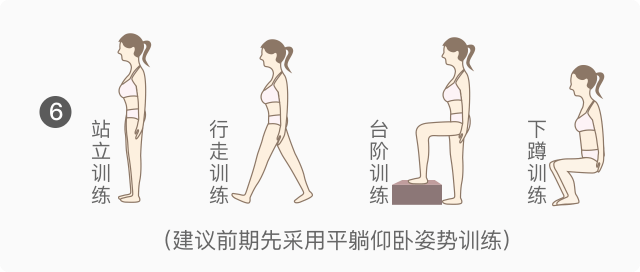 6
站立训练
行走训练
台阶训练
下蹲训练
（建议前期先采用平躺仰卧姿势训练）